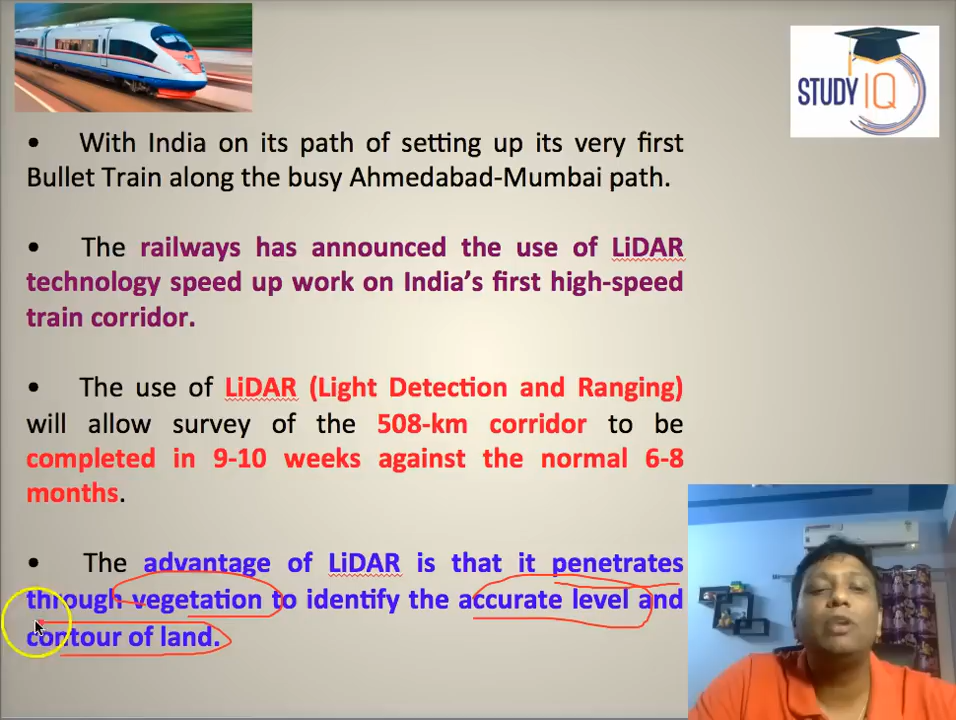 STUDY IQ
• With India on its path of setting up its very first
Bullet Train along the busy Ahmedabad-Mumbai path.
• The railways has announced the use of LiDAR
technology speed up work on India's first high-speed
train corridor.
• The use of LiDAR (Light Detection and Ranging)
will allow survey of the 508-km corridor to be
completed in 9-10 weeks against the normal 6-8
months.
• The advantage of LiDAR is that it penetrates
through vegetation to identify the accurate level and
contour of land.